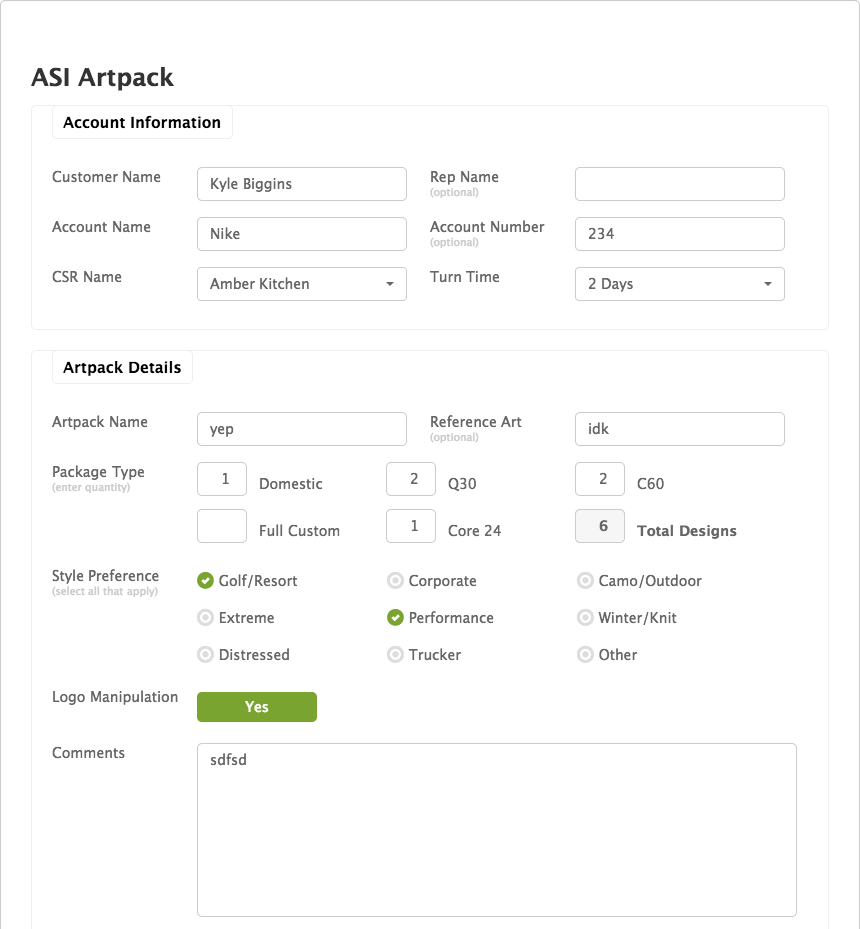 ASI Artpack
Account Information
Customer Name Kyle Biggins Rep Name
(optional)
Account Name Nike Account Number 234
(optional)
CSR Name Amber Kitchen Turn Time 2 Days
Artpack Details
Artpack Name yep Reference Art idk
(optional)
Package Type 1 Domestic 2 Q30 2 C60
(enter quantity)
Full Custom 1 Core 24 6 Total Designs
Style Preference Golf/Resort Corporate Camo/Outdoor
(select all that apply)
Extreme Performance Winter/Knit
Distressed Trucker Other
Logo Manipulation Yes
Comments sdfsd